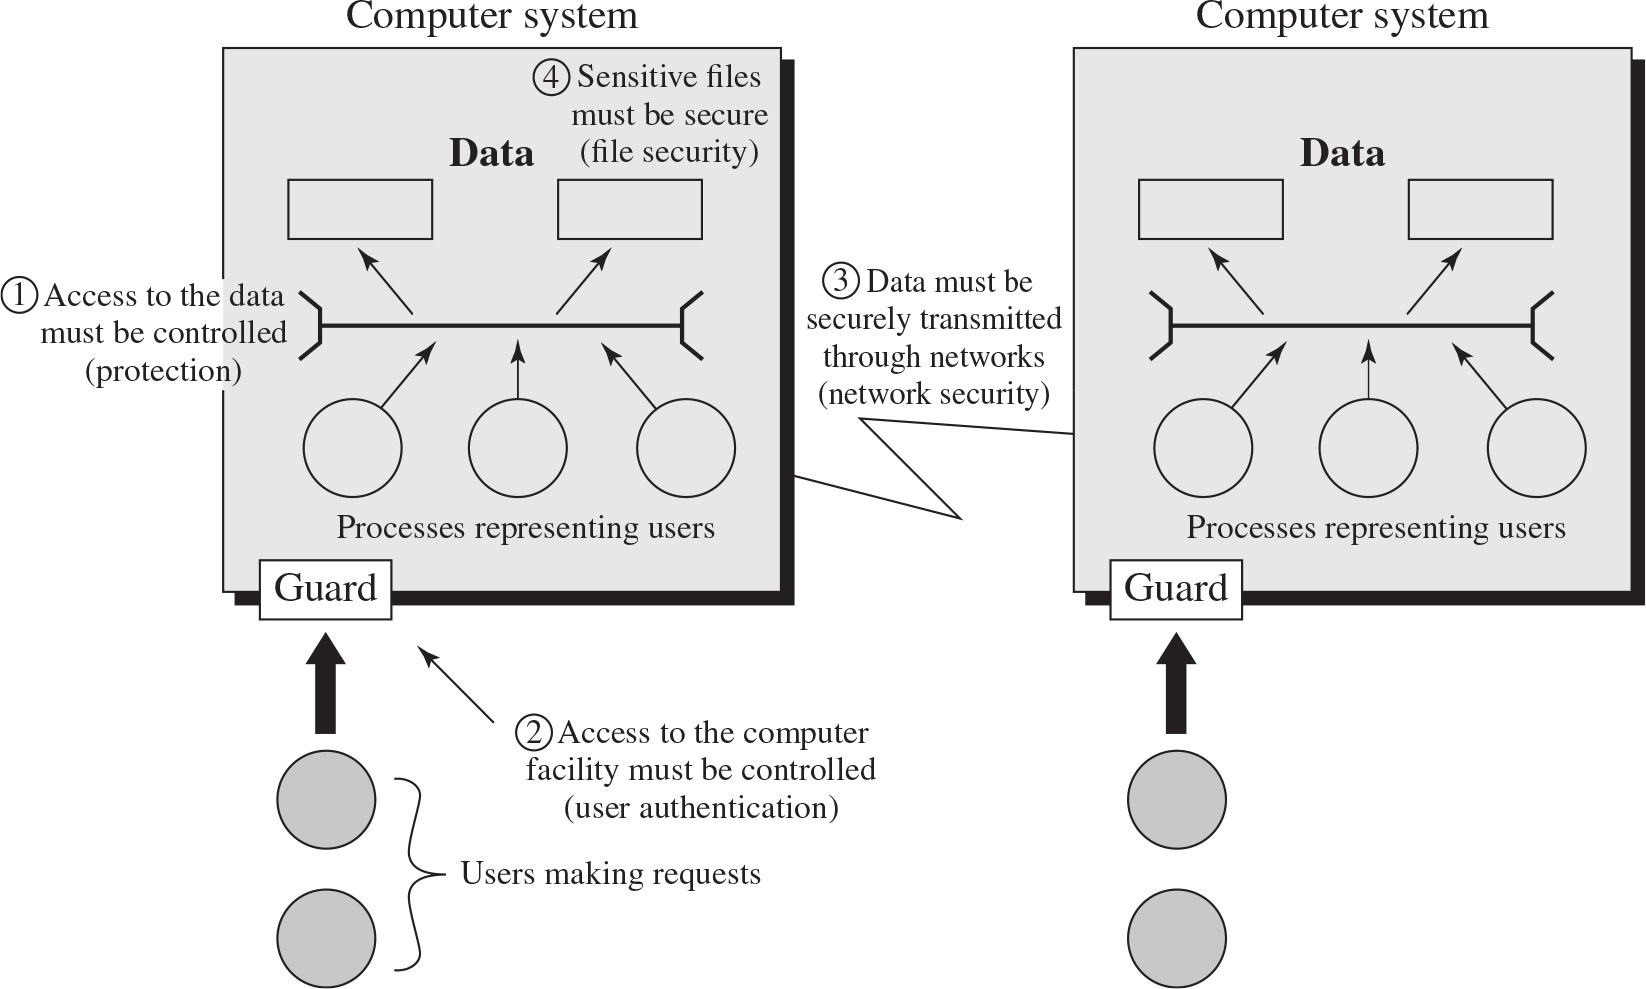 Computer system
④ Sensitive files
must be secure
(file security)
Data
① Access to the data
must be controlled
(protection)
Processes representing users
Guard
② Access to the computer
facility must be controlled
(user authentication)
Users making requests
③ Data must be
securely transmitted
through networks
(network security)
Computer system
Data
Processes representing users
Guard